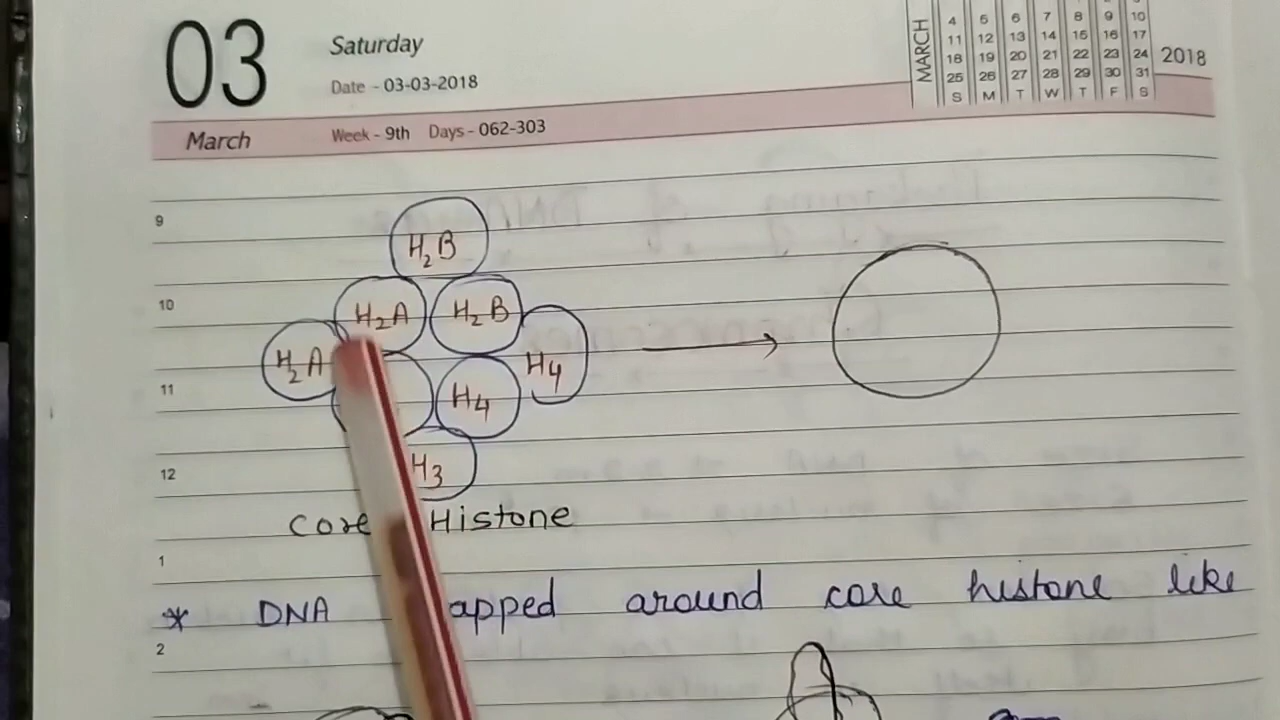 03 Saturday
Date - 03-03-2018
March Week - 9th Days - 062-303
MARCH 2018
4 5 6 7 8 9 10
11 12 13 14 15 16 17
18 19 20 21 22 23 24
25 26 27 28 29 30 31
S M T W T F S
9
H2B
10
H2A H2B
H2A H4
11
H4
12
H3
Core Histone
1
* DNA apped around core histone like
2